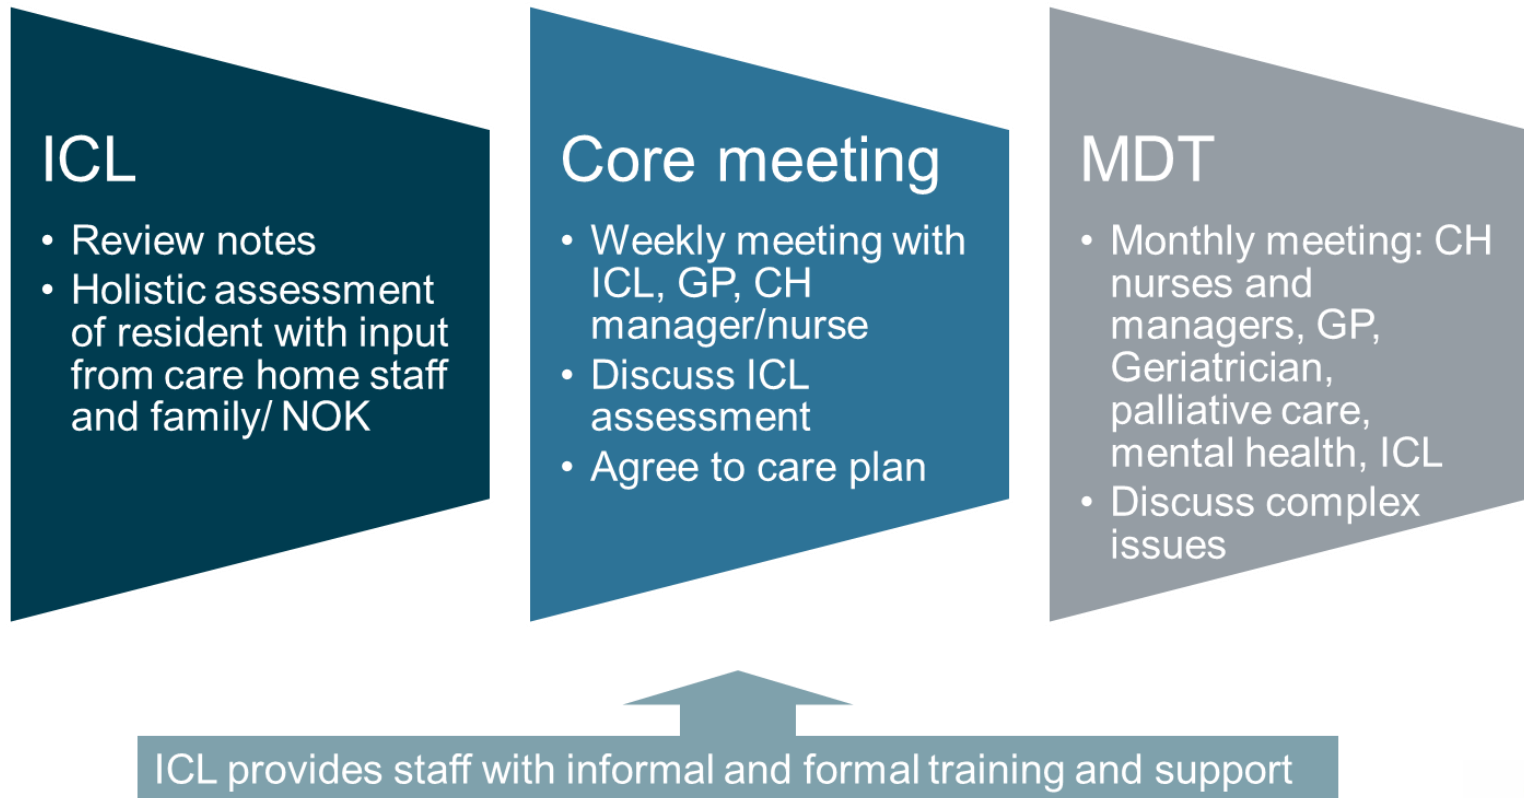 ICL
• Review notes
• Holistic assessment
of resident with input
from care home staff
and family/ NOK
Core meeting
• Weekly meeting with
ICL, GP, CH
manager/nurse
• Discuss ICL
assessment
• Agree to care plan
MDT
• Monthly meeting: CH
nurses and
managers, GP,
Geriatrician,
palliative care,
mental health, ICL
• Discuss complex
issues
ICL provides staff with informal and formal training and support